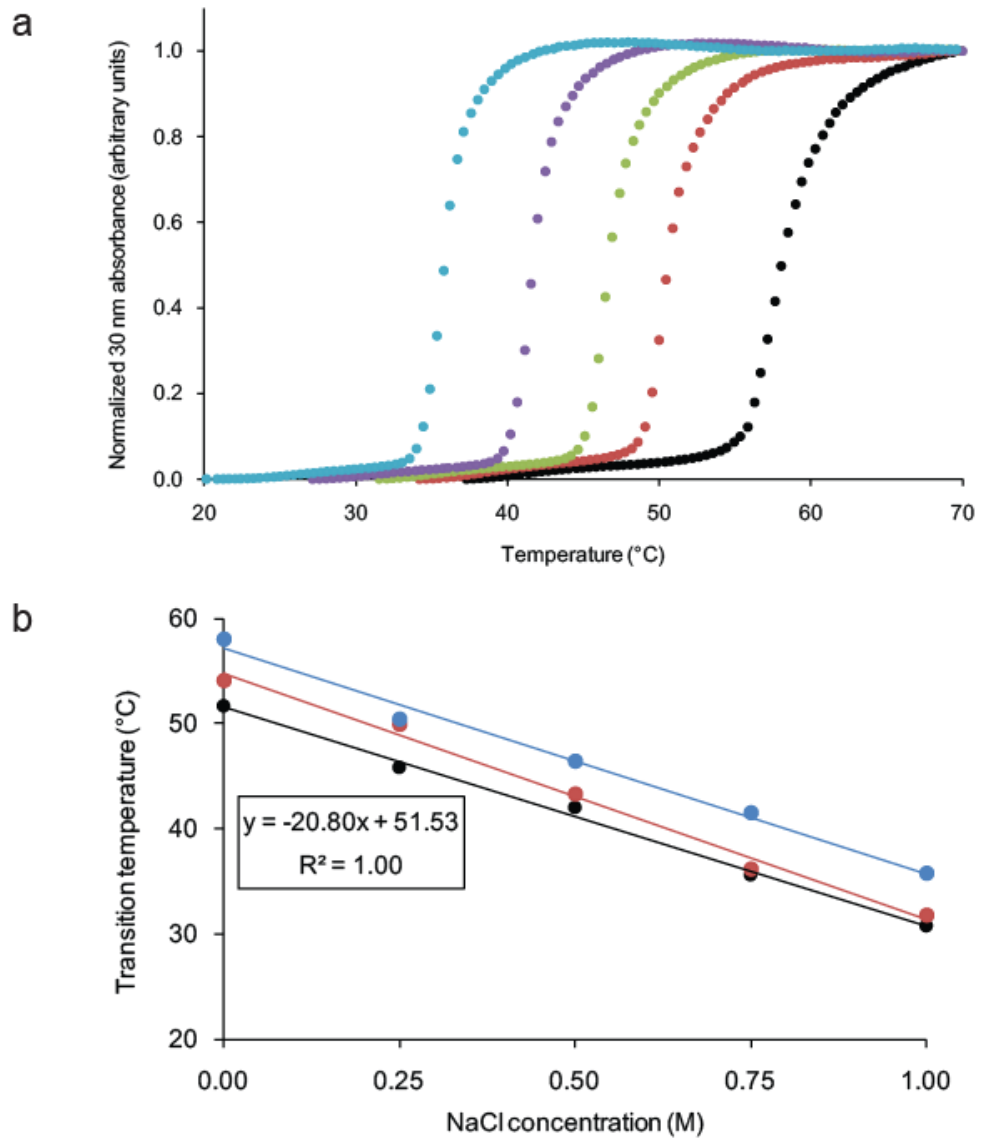 a
Normalized 30 nm absorbance (arbitrary units)
1.0
0.8
0.6
0.4
0.2
0.0
20 30 40 50 60 70
Temperature (°C)
b
Transition temperature (°C)
60
50
40
30
20
y = -20.80x + 51.53
R² = 1.00
0.00 0.25 0.50 0.75 1.00
NaCl concentration (M)